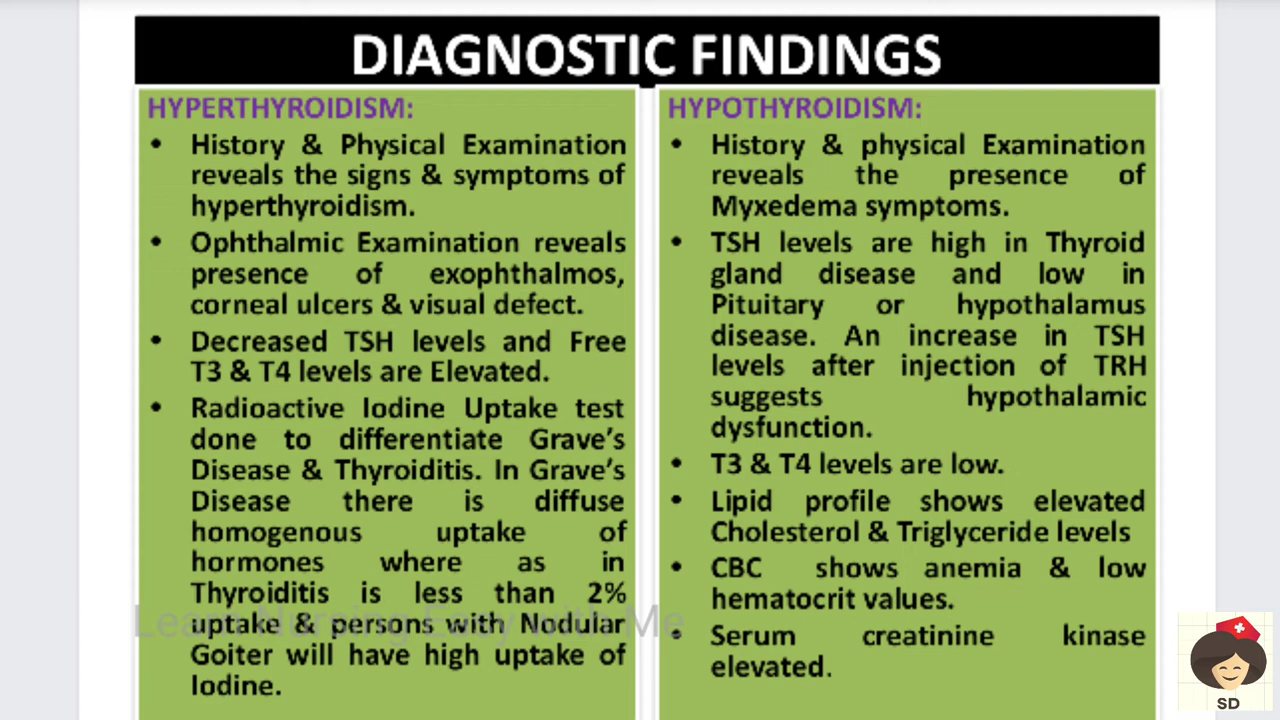 DIAGNOSTIC FINDINGS
HYPERTHYROIDISM:
• History & Physical Examination
reveals the signs & symptoms of
hyperthyroidism.
• Ophthalmic Examination reveals
presence of exophthalmos,
corneal ulcers & visual defect.
• Decreased TSH levels and Free
T3 & T4 levels are Elevated.
• Radioactive Iodine Uptake test
done to differentiate Grave's
Disease & Thyroiditis. In Grave's
Disease there is diffuse
homogenous uptake of
hormones where as in
Thyroiditis is less than 2%
uptake & persons with Nodular
Goiter will have high uptake of
Iodine.
HYPOTHYROIDISM:
• History & physical Examination
reveals the presence of
Myxedema symptoms.
• TSH levels are high in Thyroid
gland disease and low in
Pituitary or hypothalamus
disease. An increase in TSH
levels after injection of TRH
suggests hypothalamic
dysfunction.
• T3 & T4 levels are low.
• Lipid profile shows elevated
Cholesterol & Triglyceride levels
• CBC shows anemia & low
hematocrit values.
• Serum creatinine kinase
elevated.
Learn Nursing Easy with Me
SD